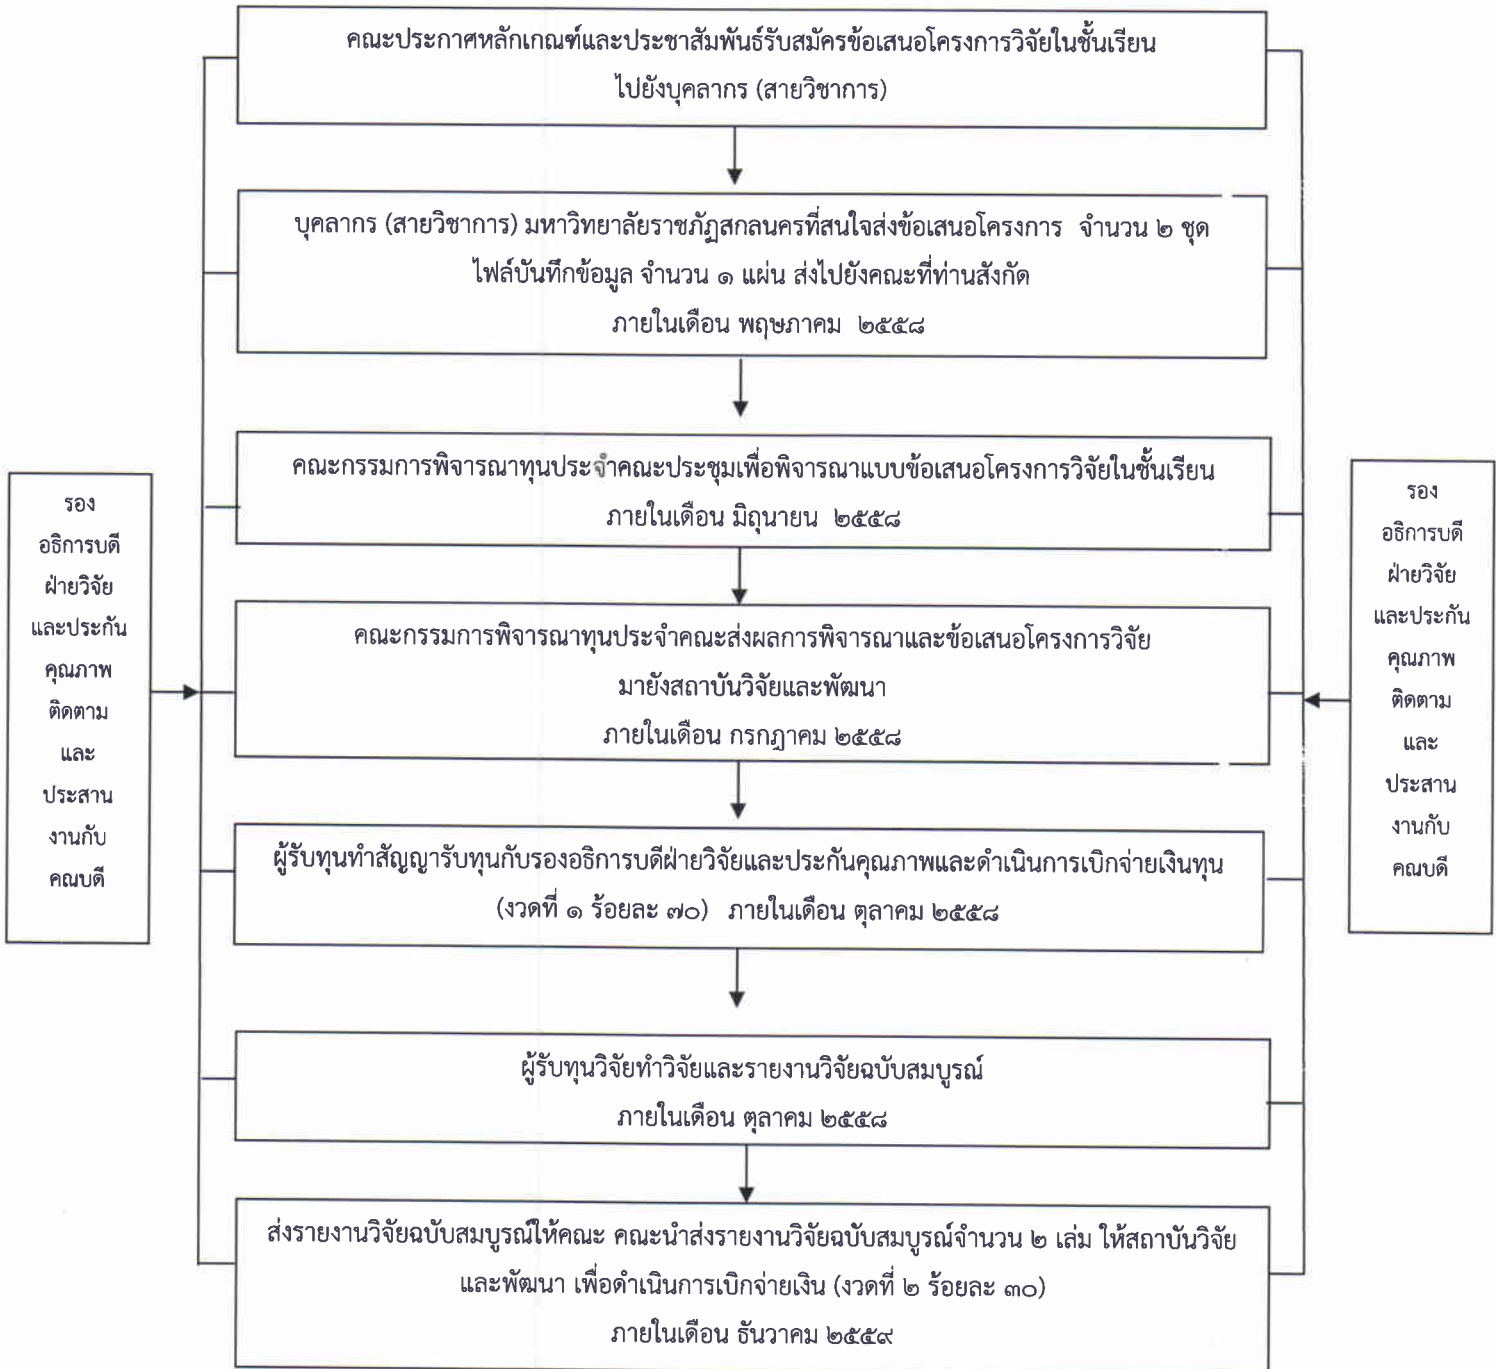 คณะประกาศหลักเกณฑ์และประชาสัมพันธ์รับสมัครข้อเสนอโครงการวิจัยในชั้นเรียน
ไปยังบุคลากร (สายวิชาการ)
บุคลากร (สายวิชาการ) มหาวิทยาลัยราชภัฏสกลนครที่สนใจส่งข้อเสนอโครงการ จำนวน ๒ ชุด
ไฟล์บันทึกข้อมูล จำนวน ๑ แผ่น ส่งไปยังคณะที่ท่านสังกัด
ภายในเดือน พฤษภาคม ๒๕๕๘
คณะกรรมการพิจารณาทุนประจำคณะประชุมเพื่อพิจารณาแบบข้อเสนอโครงการวิจัยในชั้นเรียน
ภายในเดือน มิถุนายน ๒๕๕๘
คณะกรรมการพิจารณาทุนประจำคณะส่งผลการพิจารณาและข้อเสนอโครงการวิจัย
มายังสถาบันวิจัยและพัฒนา
ภายในเดือน กรกฎาคม ๒๕๕๘
ผู้รับทุนทำสัญญารับทุนกับรองอธิการบดีฝ่ายวิจัยและประกันคุณภาพและดำเนินการเบิกจ่ายเงินทุน
(งวดที่ ๑ ร้อยละ ๗๐) ภายในเดือน ตุลาคม ๒๕๕๘
ผู้รับทุนวิจัยทำวิจัยและรายงานวิจัยฉบับสมบูรณ์
ภายในเดือน ตุลาคม ๒๕๕๘
ส่งรายงานวิจัยฉบับสมบูรณ์ให้คณะ คณะนำส่งรายงานวิจัยฉบับสมบูรณ์จำนวน ๒ เล่ม ให้สถาบันวิจัย
และพัฒนา เพื่อดำเนินการเบิกจ่ายเงิน (งวดที่ ๒ ร้อยละ ๓๐)
ภายในเดือน ธันวาคม ๒๕๕๙
รอง
อธิการบดี
ฝ่ายวิจัย
และประกัน
คุณภาพ
ติดตาม
และ
ประสาน
งานกับ
คณบดี
รอง
อธิการบดี
ฝ่ายวิจัย
และประกัน
คุณภาพ
ติดตาม
และ
ประสาน
งานกับ
คณบดี